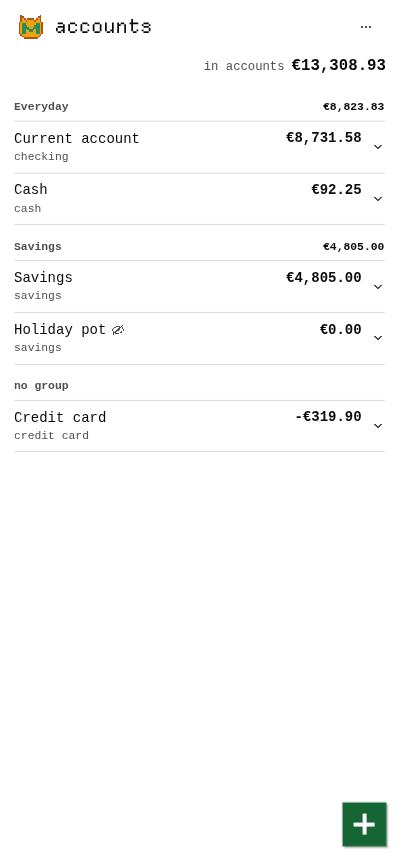 accounts
...
in accounts €13,308.93
Everyday €8,823.83
Current account €8,731.58
checking
Cash €92.25
cash
Savings €4,805.00
Savings €4,805.00
savings
Holiday pot €0.00
savings
no group
Credit card -€319.90
credit card